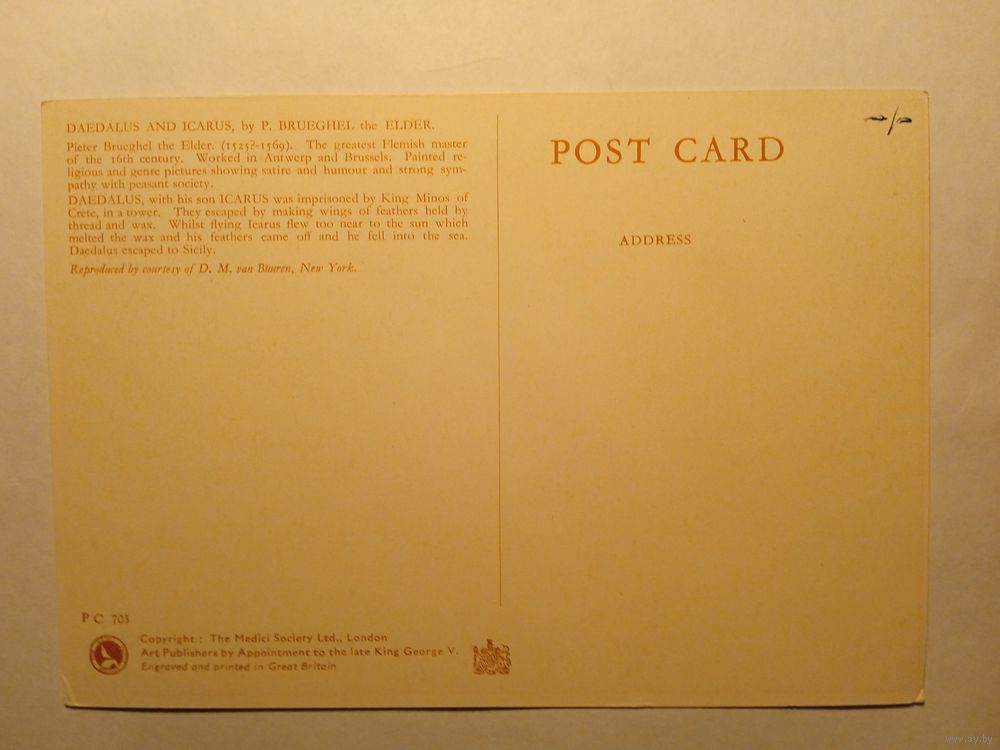 DAEDALUS AND ICARUS, by P. BRUEGHEL the ELDER.
Pieter Brueghel the Elder. (1525?-1569). The greatest Flemish master
of the 16th century. Worked in Antwerp and Brussels. Painted re-
ligious and genre pictures showing satire and humour and strong sym-
pathy with peasant society.
DAEDALUS, with his son ICARUS was imprisoned by King Minos of
Crete, in a tower. They escaped by making wings of feathers held by
thread and wax. Whilst flying Icarus flew too near to the sun which
melted the wax and his feathers came off and he fell into the sea.
Daedalus escaped to Sicily.
Reproduced by courtesy of D. M. van Buuren, New York.
POST CARD
ADDRESS
P C 703
Copyright : The Medici Society Ltd., London
Art Publishers by Appointment to the late King George V.
Engraved and printed in Great Britain
www.ay.by